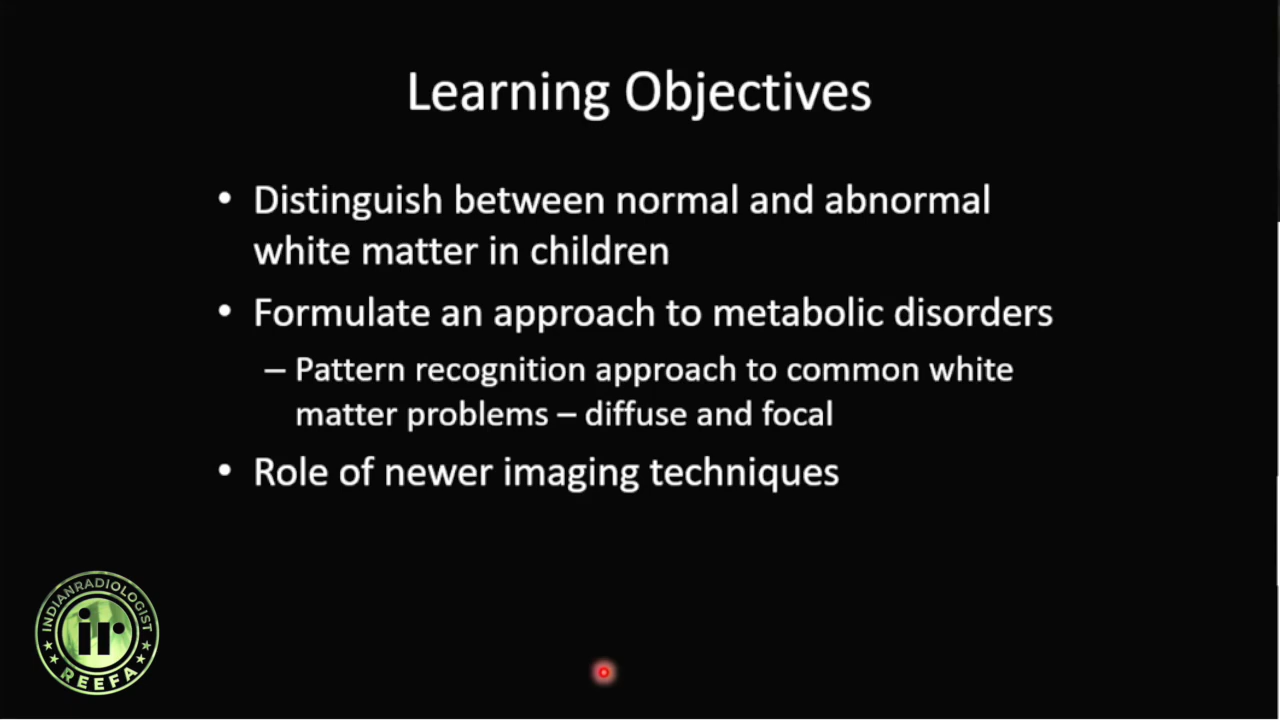 Learning Objectives
• Distinguish between normal and abnormal
white matter in children
• Formulate an approach to metabolic disorders
– Pattern recognition approach to common white
matter problems – diffuse and focal
• Role of newer imaging techniques
INDIANRADIOLOGIST
ir
REEFA